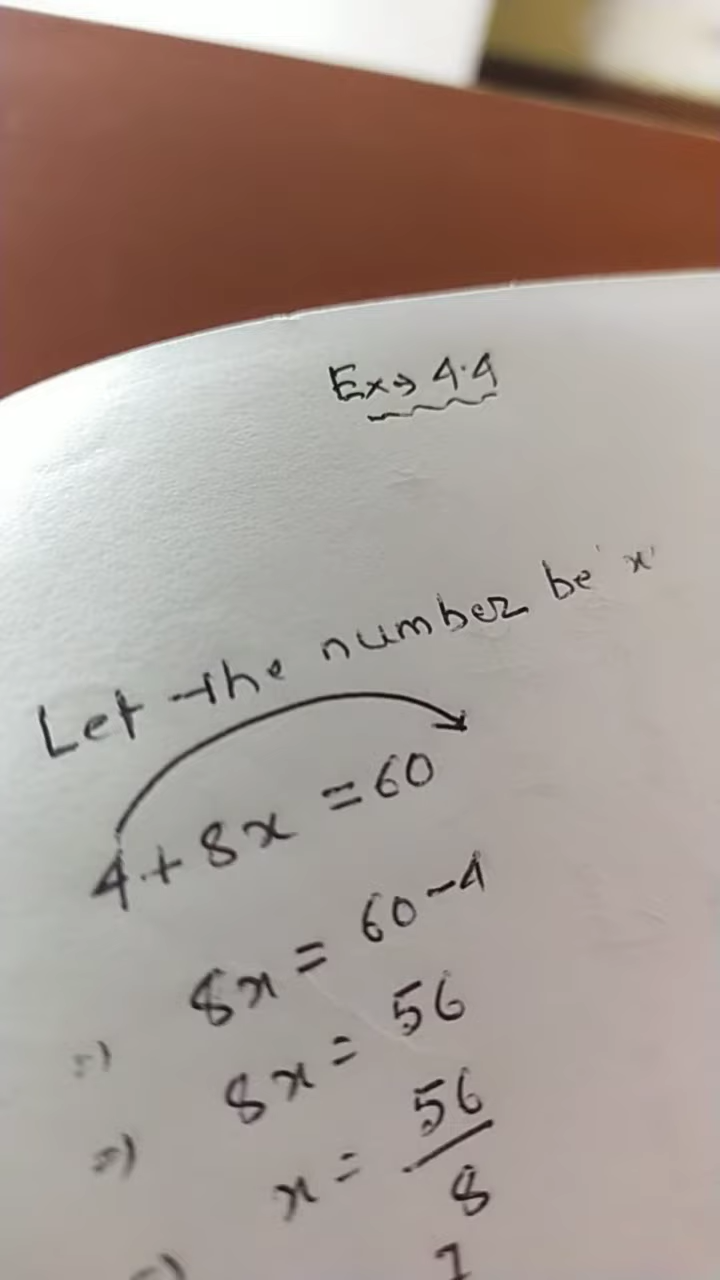 Ex→ 4.4
Let the number be 'x'
4+8x = 60
⇒) 8x = 60-4
⇒) 8x = 56
x = 56/8